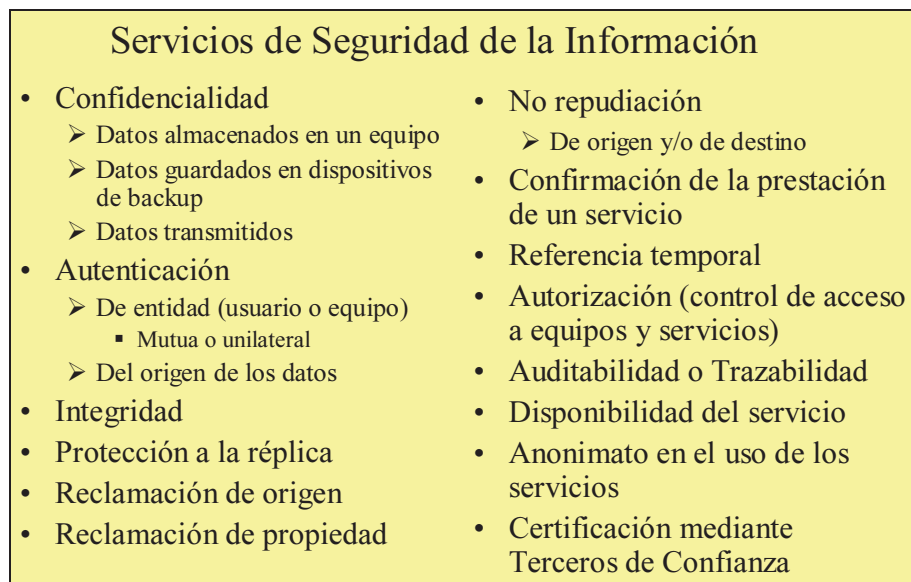 Servicios de Seguridad de la Información
• Confidencialidad
➢ Datos almacenados en un equipo
➢ Datos guardados en dispositivos
de backup
➢ Datos transmitidos
• Autenticación
➢ De entidad (usuario o equipo)
▪ Mutua o unilateral
➢ Del origen de los datos
• Integridad
• Protección a la réplica
• Reclamación de origen
• Reclamación de propiedad
• No repudiación
➢ De origen y/o de destino
• Confirmación de la prestación
de un servicio
• Referencia temporal
• Autorización (control de acceso
a equipos y servicios)
• Auditabilidad o Trazabilidad
• Disponibilidad del servicio
• Anonimato en el uso de los
servicios
• Certificación mediante
Terceros de Confianza